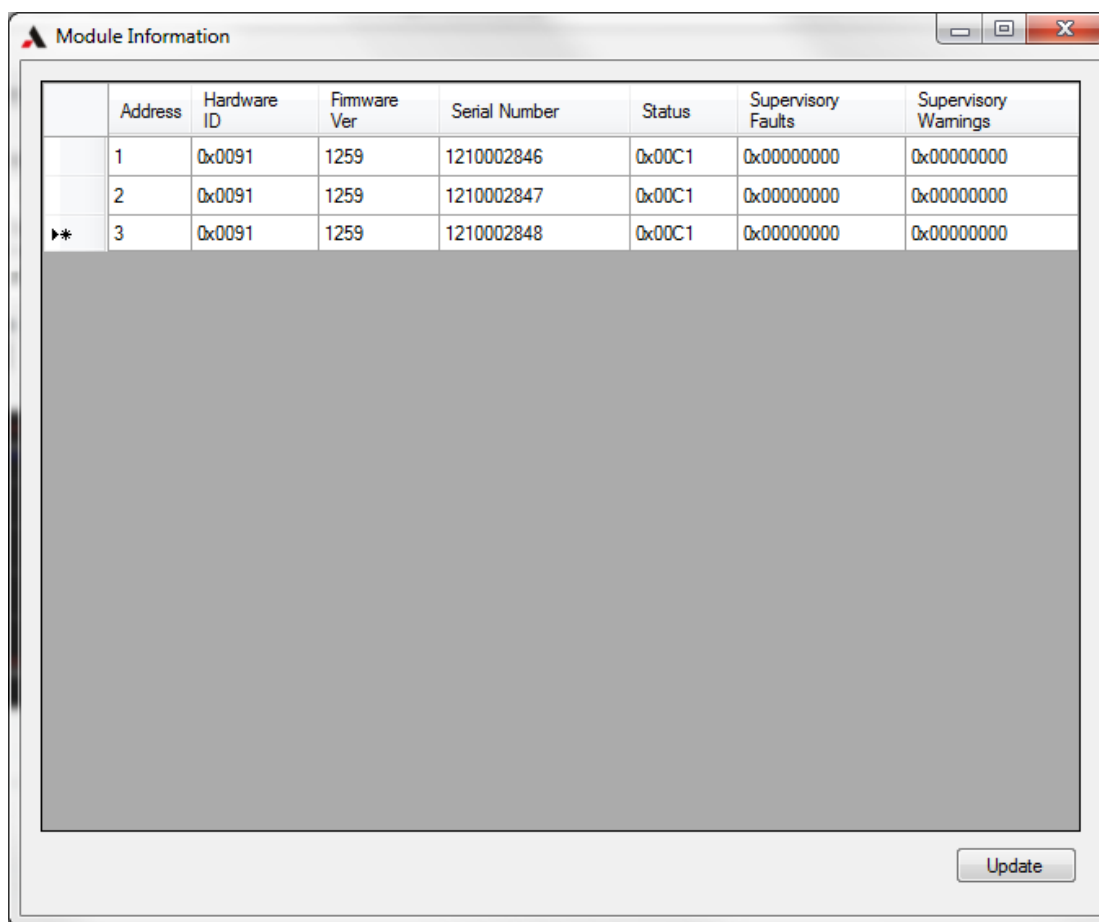 Module Information
Address Hardware ID Firmware Ver Serial Number Status Supervisory Faults Supervisory Warnings
1 0x0091 1259 1210002846 0x00C1 0x00000000 0x00000000
2 0x0091 1259 1210002847 0x00C1 0x00000000 0x00000000
3 0x0091 1259 1210002848 0x00C1 0x00000000 0x00000000
Update